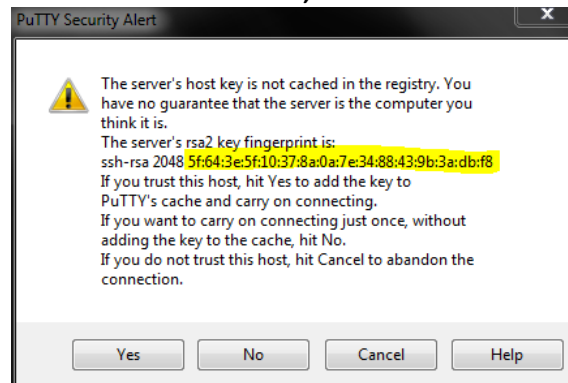 PuTTY Security Alert
x
The server's host key is not cached in the registry. You
have no guarantee that the server is the computer you
think it is.
The server's rsa2 key fingerprint is:
ssh-rsa 2048 5f:64:3e:5f:10:37:8a:0a:7e:34:88:43:9b:3a:db:f8
If you trust this host, hit Yes to add the key to
PuTTY's cache and carry on connecting.
If you want to carry on connecting just once, without
adding the key to the cache, hit No.
If you do not trust this host, hit Cancel to abandon the
connection.
Yes No Cancel Help